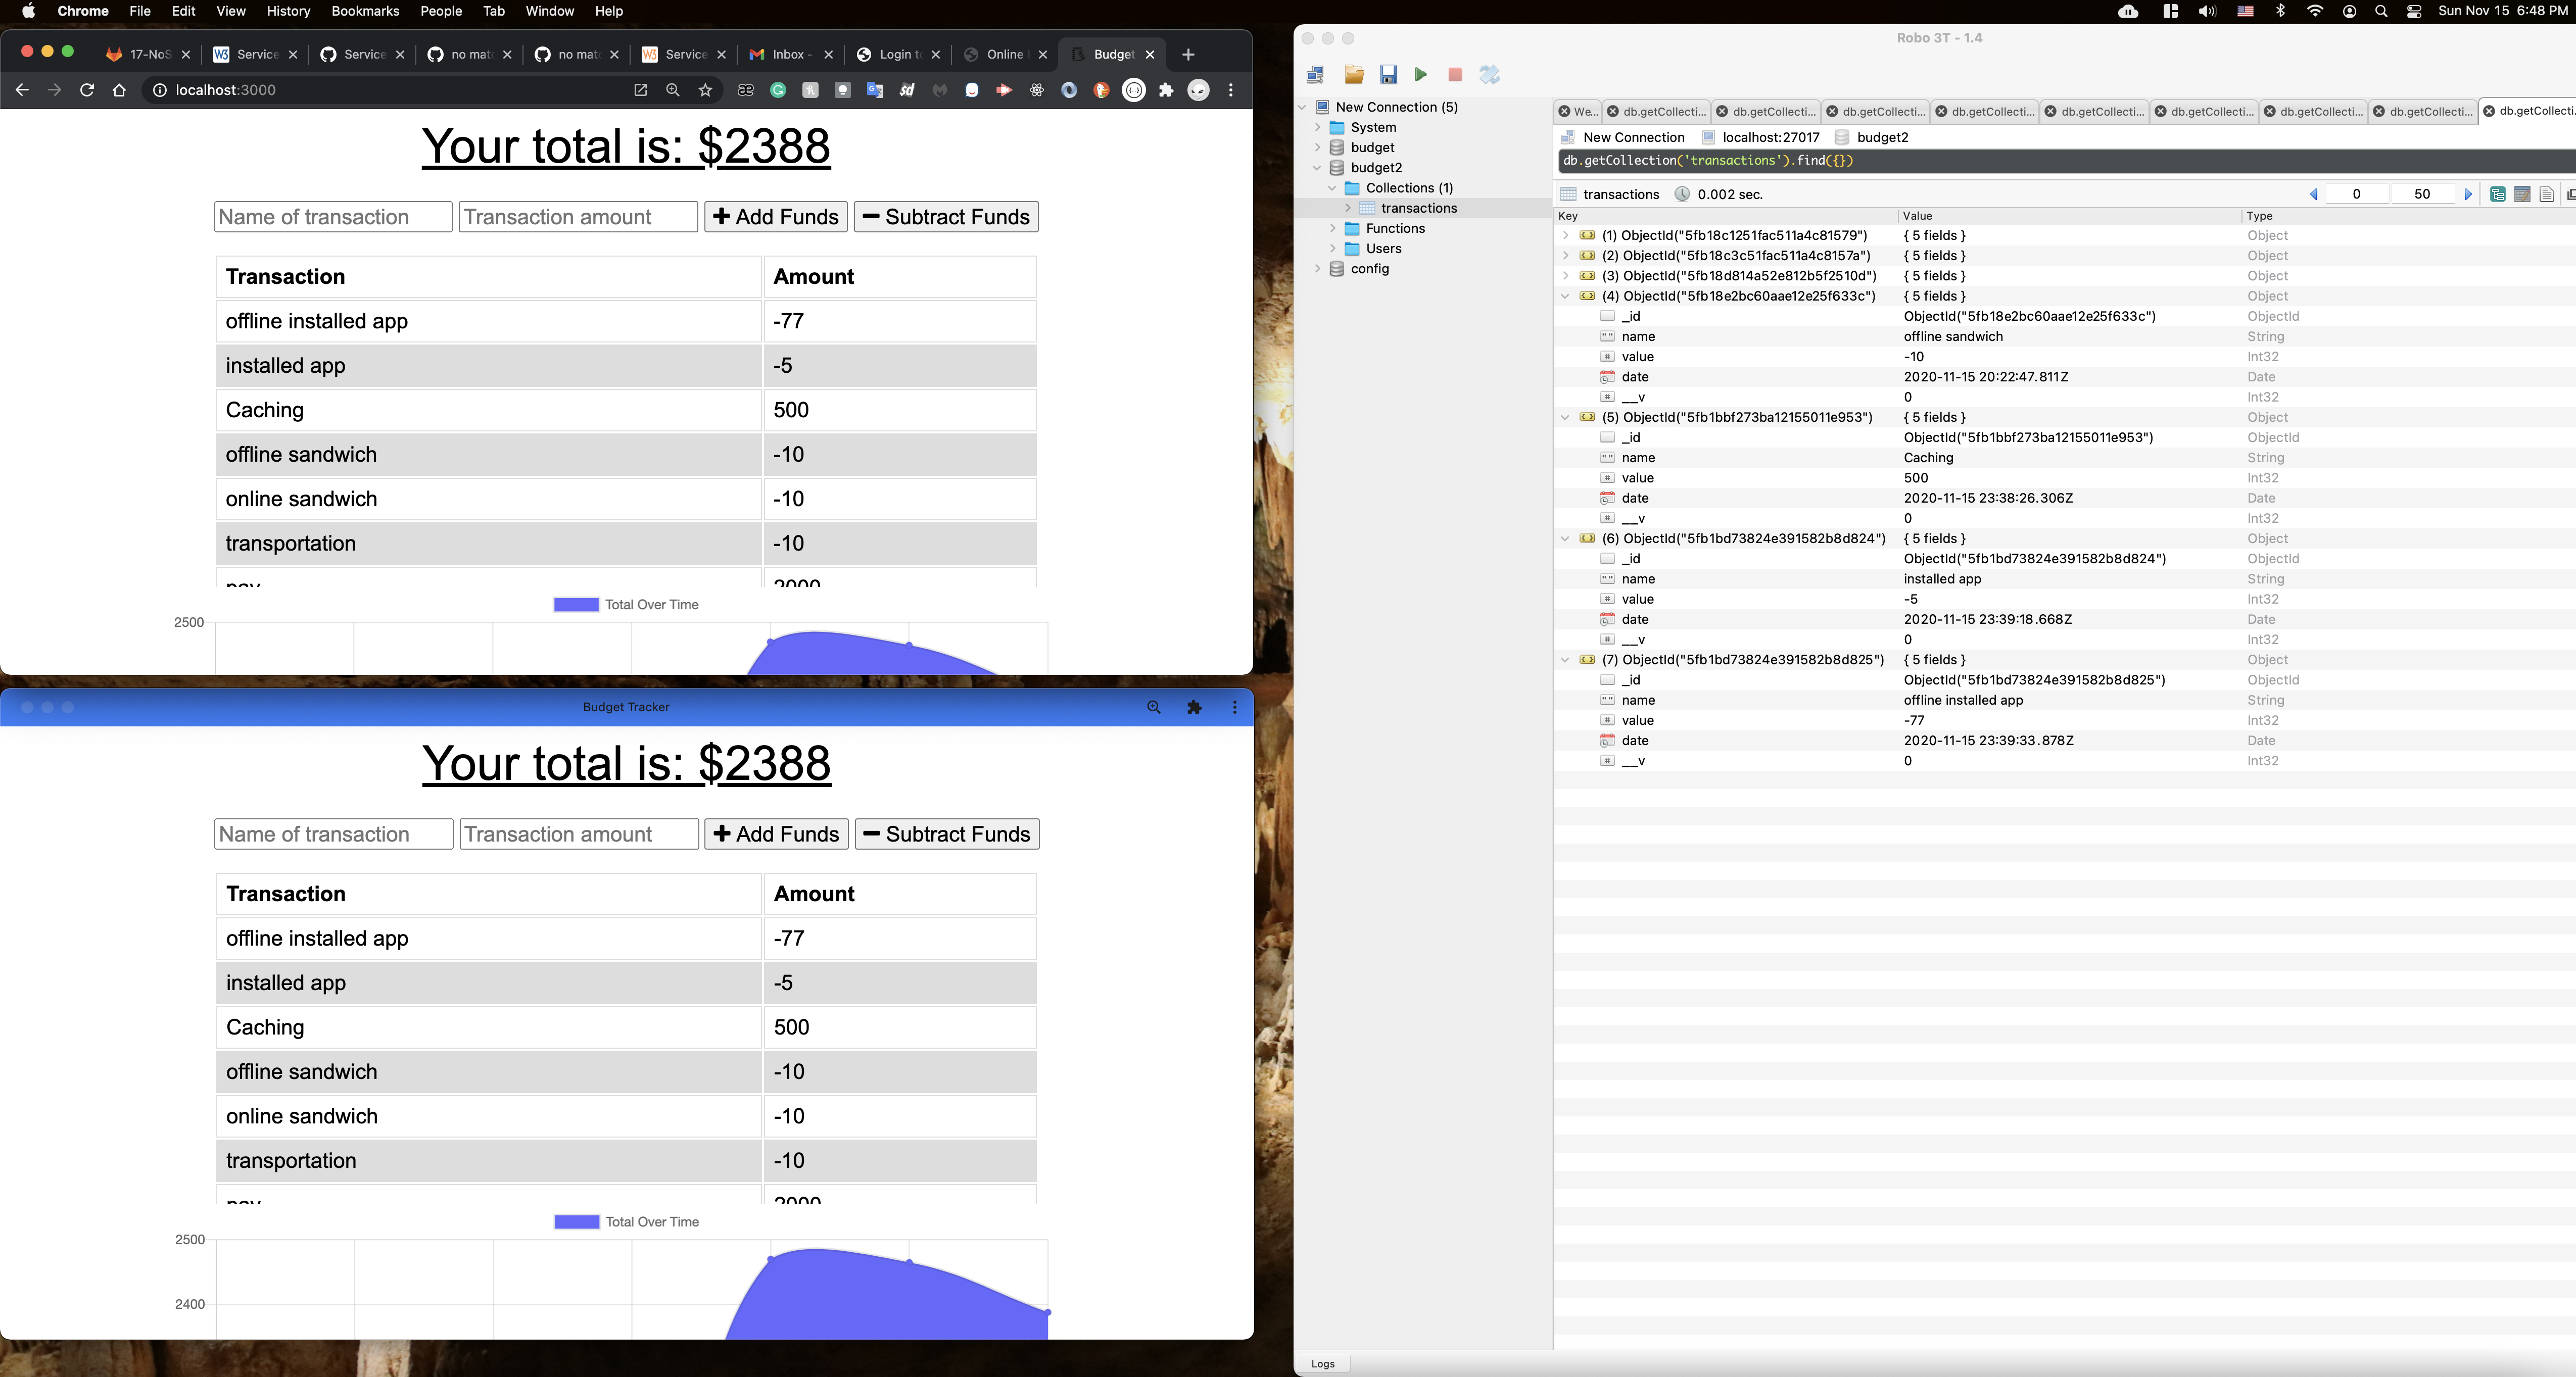 Chrome File Edit View History Bookmarks People Tab Window Help
Sun Nov 15 6:48 PM
17-NoS
Service
Service
no mat
no mat
Service
Inbox -
Login to
Online
Budget
localhost:3000
Your total is: $2388
Name of transaction Transaction amount Add Funds Subtract Funds
Transaction Amount
offline installed app -77
installed app -5
Caching 500
offline sandwich -10
online sandwich -10
transportation -10
pay 2000
Total Over Time
2500
Budget Tracker
Your total is: $2388
Name of transaction Transaction amount Add Funds Subtract Funds
Transaction Amount
offline installed app -77
installed app -5
Caching 500
offline sandwich -10
online sandwich -10
transportation -10
pay 2000
Total Over Time
2500
2400
Robo 3T - 1.4
New Connection (5)
System
budget
budget2
Collections (1)
transactions
Functions
Users
config
We... db.getCollecti... db.getCollecti... db.getCollecti... db.getCollecti... db.getCollecti... db.getCollecti... db.getCollecti... db.getCollecti... db.getCollecti
New Connection localhost:27017 budget2
db.getCollection('transactions').find({})
transactions 0.002 sec. 0 50
Key Value Type
(1) ObjectId("5fb18c1251fac511a4c81579") { 5 fields } Object
(2) ObjectId("5fb18c3c51fac511a4c8157a") { 5 fields } Object
(3) ObjectId("5fb18d814a52e812b5f2510d") { 5 fields } Object
(4) ObjectId("5fb18e2bc60aae12e25f633c") { 5 fields } Object
_id ObjectId("5fb18e2bc60aae12e25f633c") ObjectId
name offline sandwich String
value -10 Int32
date 2020-11-15 20:22:47.811Z Date
__v 0 Int32
(5) ObjectId("5fb1bbf273ba12155011e953") { 5 fields } Object
_id ObjectId("5fb1bbf273ba12155011e953") ObjectId
name Caching String
value 500 Int32
date 2020-11-15 23:38:26.306Z Date
__v 0 Int32
(6) ObjectId("5fb1bd73824e391582b8d824") { 5 fields } Object
_id ObjectId("5fb1bd73824e391582b8d824") ObjectId
name installed app String
value -5 Int32
date 2020-11-15 23:39:18.668Z Date
__v 0 Int32
(7) ObjectId("5fb1bd73824e391582b8d825") { 5 fields } Object
_id ObjectId("5fb1bd73824e391582b8d825") ObjectId
name offline installed app String
value -77 Int32
date 2020-11-15 23:39:33.878Z Date
__v 0 Int32
Logs